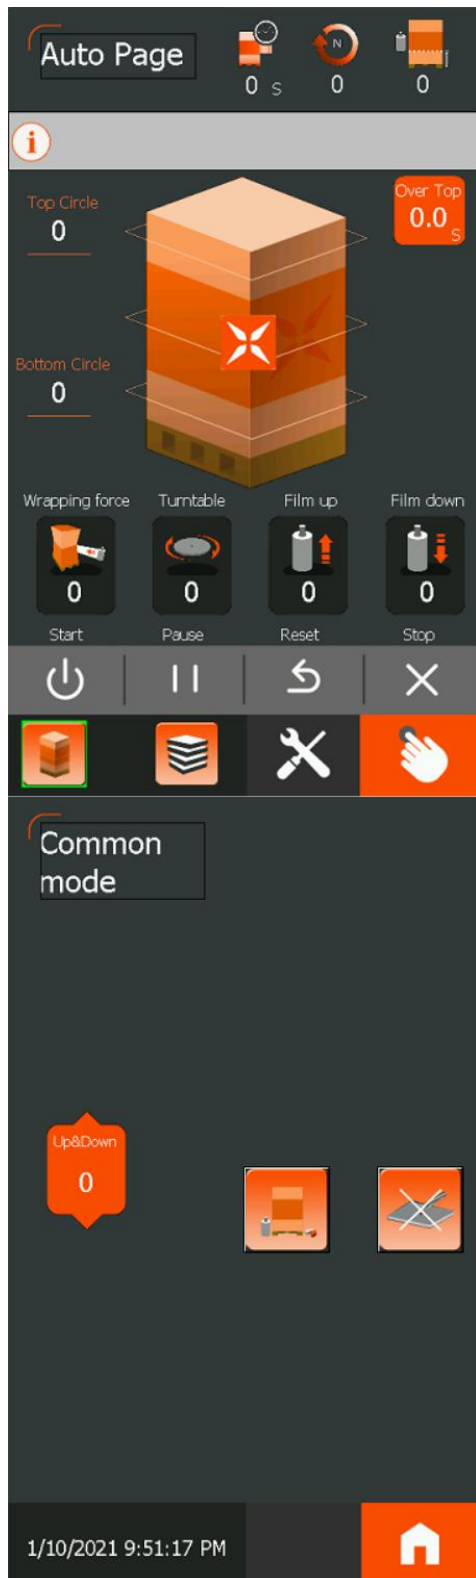 Auto Page
N
0 S
0
0
i
Top Circle
0
Over Top
0.0
S
Bottom Circle
0
Wrapping force
Turntable
Film up
Film down
0
0
0
0
Start
Pause
Reset
Stop
Common
mode
Up&Down
0
1/10/2021 9:51:17 PM